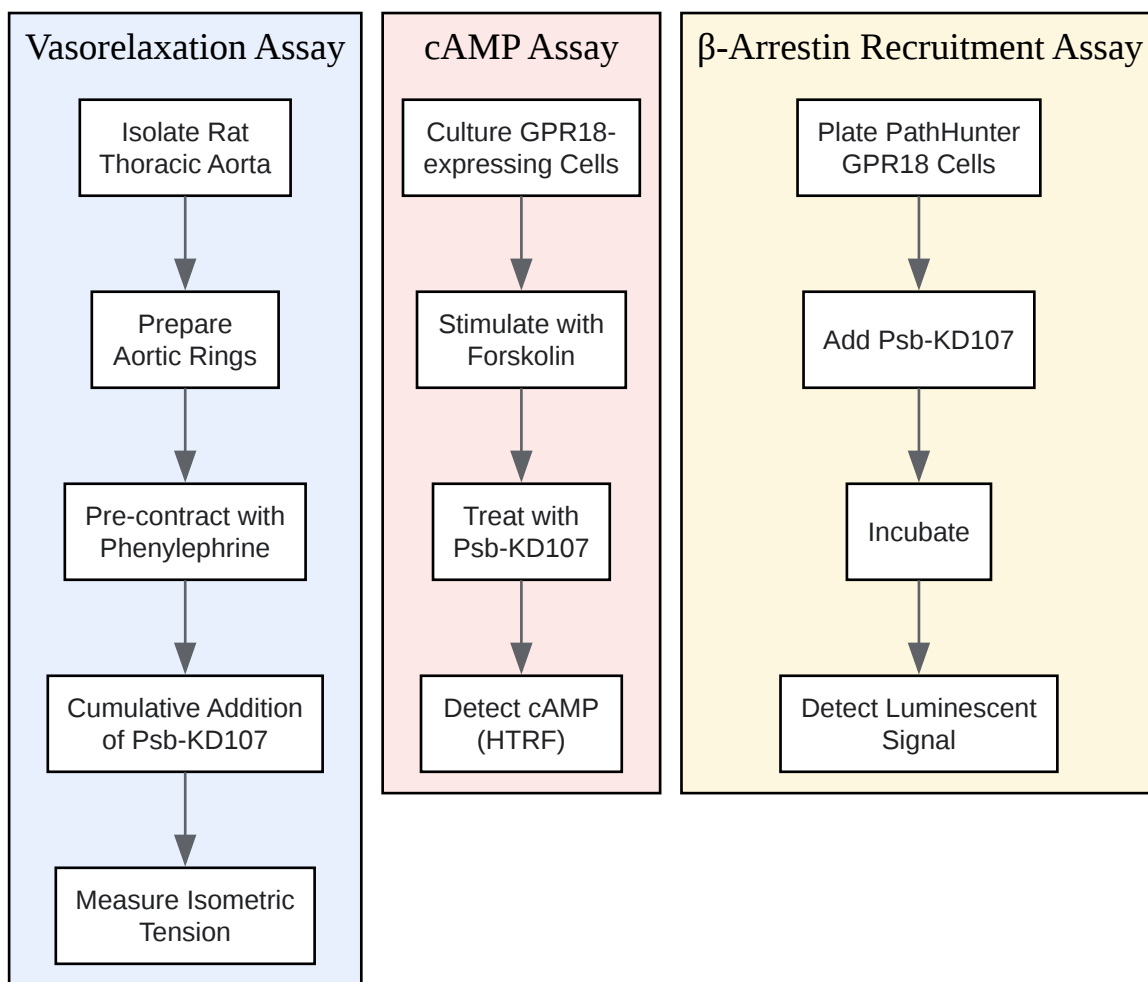 Vasorelaxation Assay
Isolate Rat
Thoracic Aorta
Prepare
Aortic Rings
Pre-contract with
Phenylephrine
Cumulative Addition
of Psb-KD107
Measure Isometric
Tension
cAMP Assay
Culture GPR18-
expressing Cells
Stimulate with
Forskolin
Treat with
Psb-KD107
Detect cAMP
(HTRF)
β-Arrestin Recruitment Assay
Plate PathHunter
GPR18 Cells
Add Psb-KD107
Incubate
Detect Luminescent
Signal